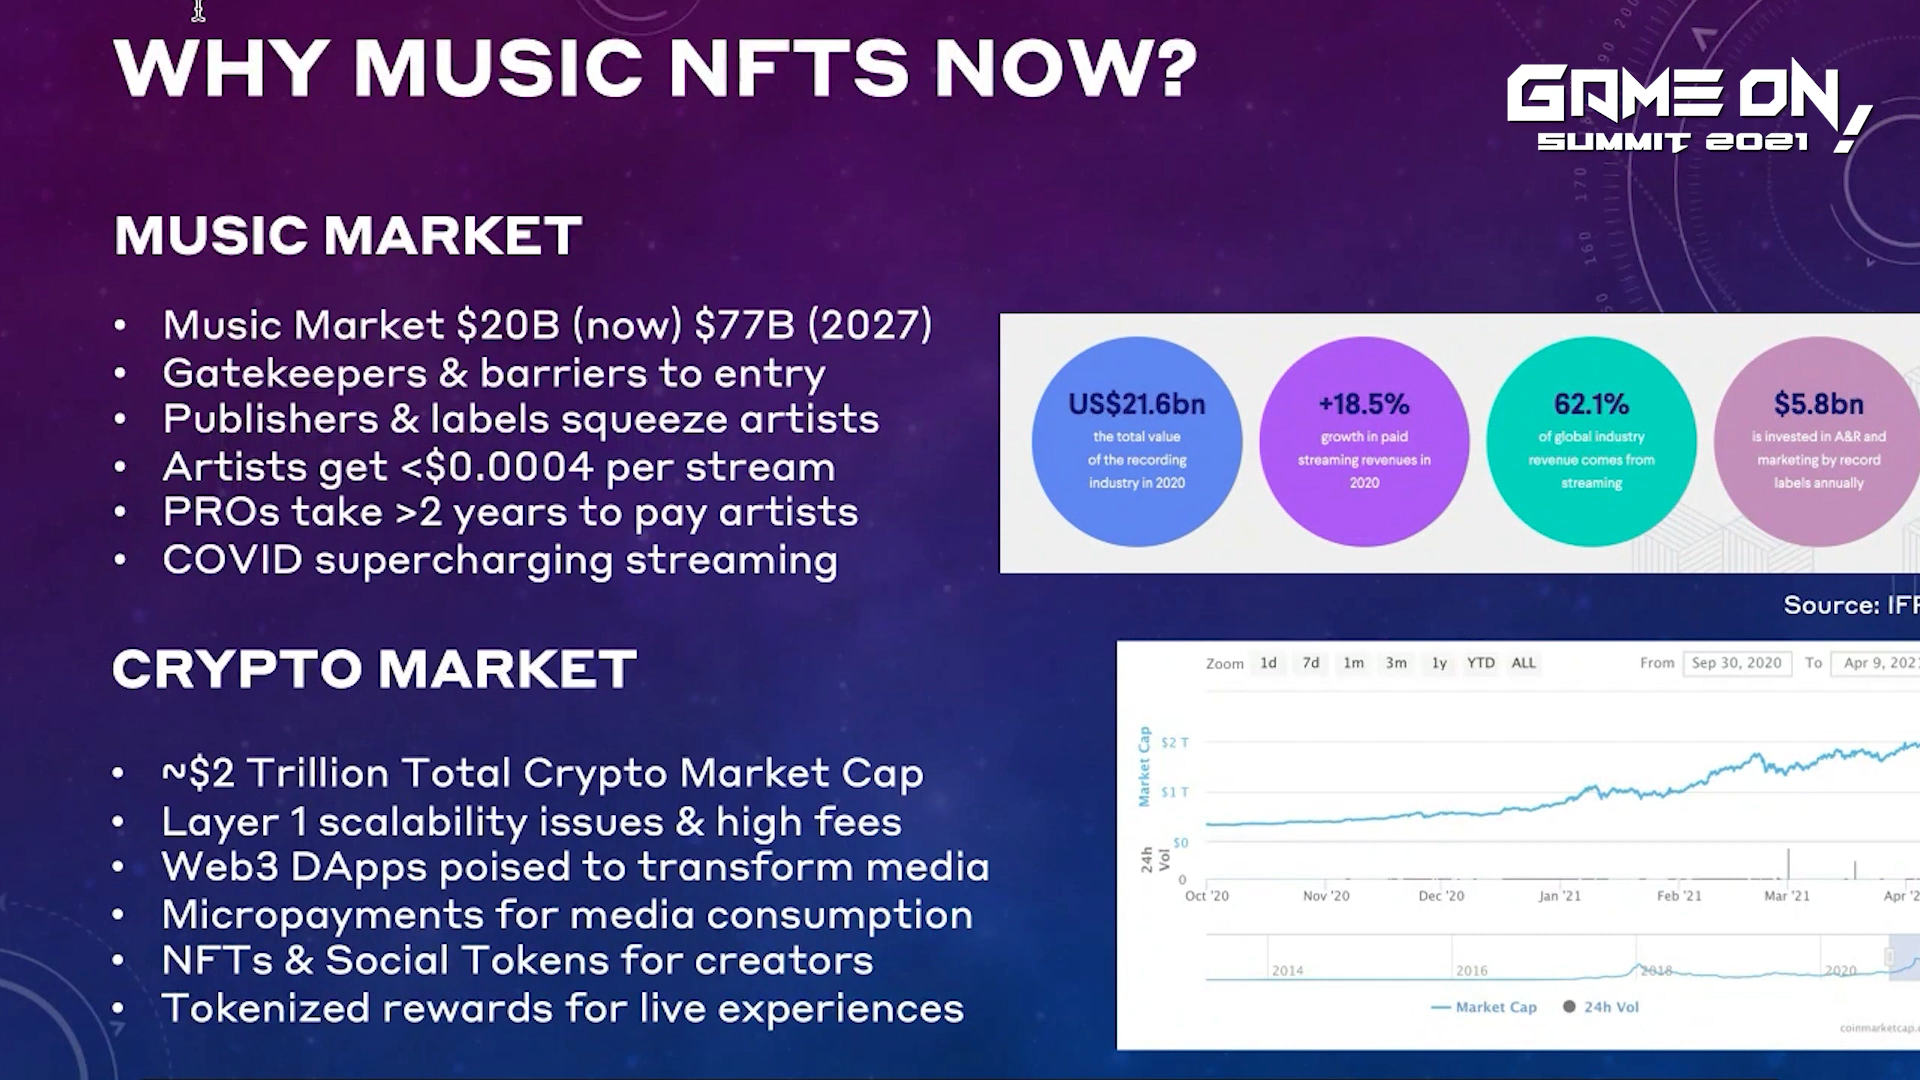 WHY MUSIC NFTS NOW?
GAME ON!
SUMMIT 2021
MUSIC MARKET
• Music Market $20B (now) $77B (2027)
• Gatekeepers & barriers to entry
• Publishers & labels squeeze artists
• Artists get <$0.0004 per stream
• PROs take >2 years to pay artists
• COVID supercharging streaming
US$21.6bn
the total value
of the recording
industry in 2020
+18.5%
growth in paid
streaming revenues in
2020
62.1%
of global industry
revenue comes from
streaming
$5.8bn
is invested in A&R and
marketing by record
labels annually
Source:
CRYPTO MARKET
• ~$2 Trillion Total Crypto Market Cap
• Layer 1 scalability issues & high fees
• Web3 DApps poised to transform media
• Micropayments for media consumption
• NFTs & Social Tokens for creators
• Tokenized rewards for live experiences
Zoom 1d 7d 1m 3m 1y YTD ALL From Sep 30, 2020 To Apr 9, 2021
Market Cap
$2 T
$1 T
$0
24h
Vol
0
Oct '20 Nov '20 Dec '20 Jan '21 Feb '21 Mar '21 Apr '2
2014 2016 2018 2020
Market Cap 24h Vol
coinmarketcap.c
200
190
170
160